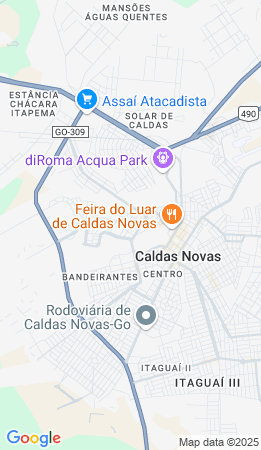 MANSÕES
ÁGUAS QUENTES
ESTÂNCIA
CHÁCARA
ITAPEMA
Assaí Atacadista
SOLAR DE
CALDAS
490
GO-309
diRoma Acqua Park
Feira do Luar
de Caldas Novas
Caldas Novas
BANDEIRANTES
CENTRO
Rodoviária de
Caldas Novas-Go
ITAGUAÍ II
ITAGUAÍ III
Google
Map data ©2025